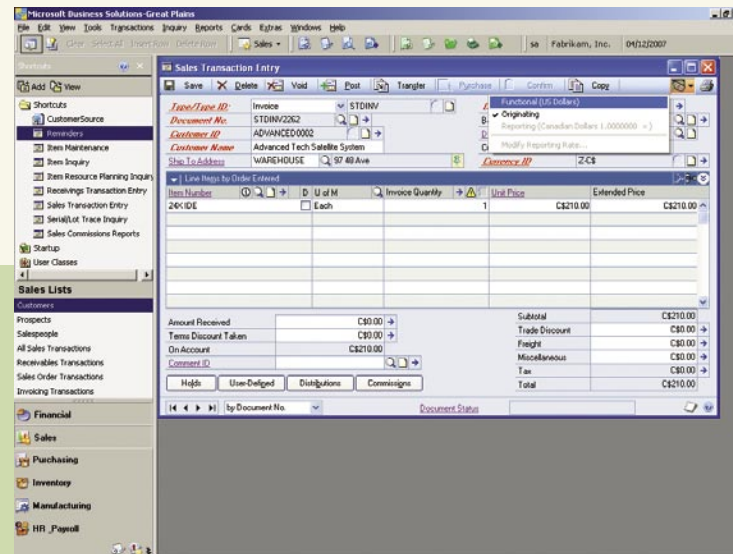 Microsoft Business Solutions-Great Plains
File Edit View Tools Transactions Inquiry Reports Cards Extras Windows Help
Clear Select All Insert Row Delete Row Sales sa Fabrikam, Inc. 04/12/2007
Shortcuts
Add View
Shortcuts
CustomerSource
Reminders
Item Maintenance
Item Inquiry
Item Resource Planning Inquiry
Receivings Transaction Entry
Sales Transaction Entry
Serial/Lot Trace Inquiry
Sales Commissions Reports
Startup
User Classes
Sales Lists
Customers
Prospects
Salespeople
All Sales Transactions
Receivables Transactions
Sales Order Transactions
Invoicing Transactions
Financial
Sales
Purchasing
Inventory
Manufacturing
HR_Payroll
Sales Transaction Entry
Save Delete Void Post Transfer Purchase Confirm Copy
Functional (US Dollars)
Originating
Reporting (Canadian Dollars 1.0000000 × )
Modify Reporting Rate...
Type/Type ID: Invoice STDINV
Document No. STDINV2262
Customer ID ADVANCED0002
Customer Name Advanced Tech Satellite System
Ship To Address WAREHOUSE 97 48 Ave Currency ID Z-C$
Line Items by Order Entered
Item Number D U of M Invoice Quantity Unit Price Extended Price
24X IDE Each 1 C$210.00 C$210.00
Amount Received C$0.00
Terms Discount Taken C$0.00
On Account C$210.00
Comment ID
Subtotal C$210.00
Trade Discount C$0.00
Freight C$0.00
Miscellaneous C$0.00
Tax C$0.00
Total C$210.00
Holds User-Defined Distributions Commissions
by Document No. Document Status